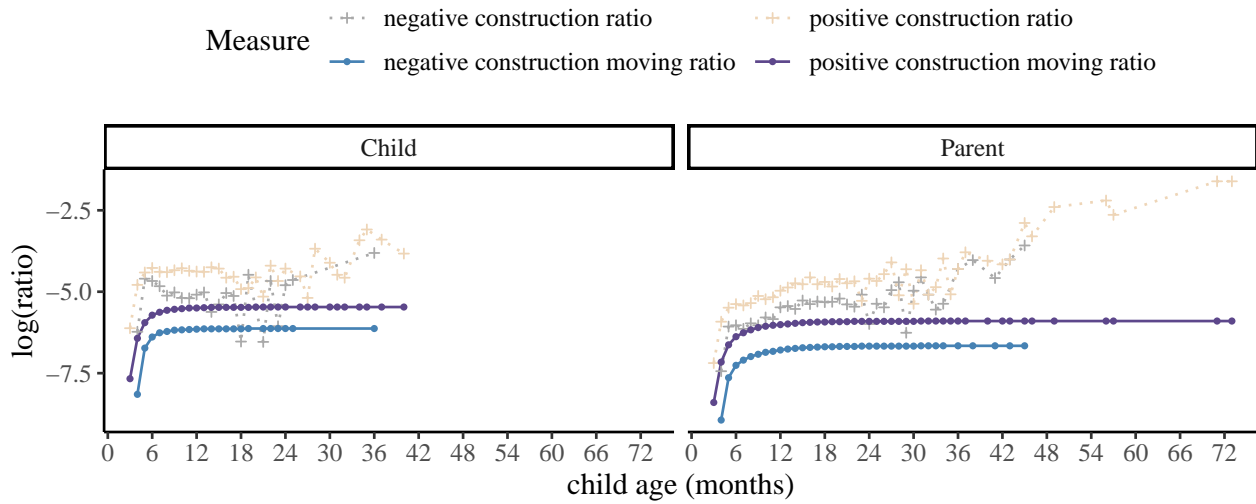 Measure
negative construction ratio
positive construction ratio
negative construction moving ratio
positive construction moving ratio
Child
Parent
log(ratio)
−2.5
−5.0
−7.5
0 6 12 18 24 30 36 42 48 54 60 66 72
0 6 12 18 24 30 36 42 48 54 60 66 72
child age (months)